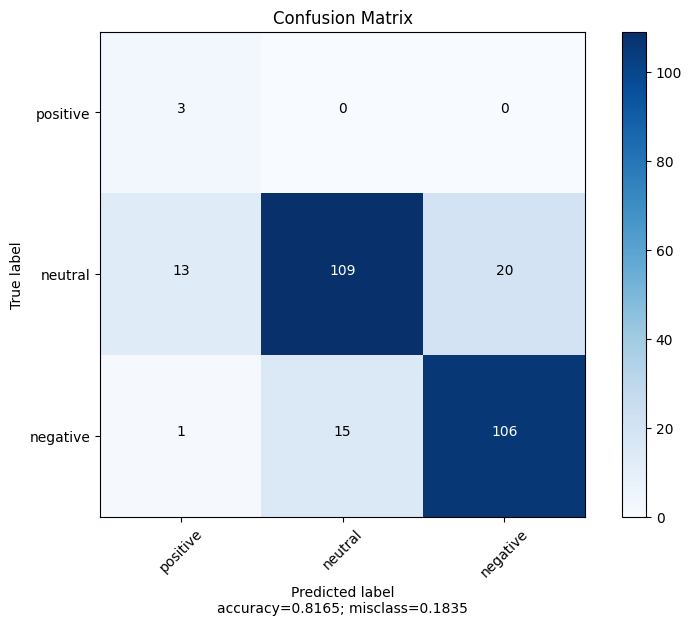 Confusion Matrix
positive 3 0 0
100
80
neutral 13 109 20
60
40
negative 1 15 106
20
0
True label
positive neutral negative
Predicted label
accuracy=0.8165; misclass=0.1835